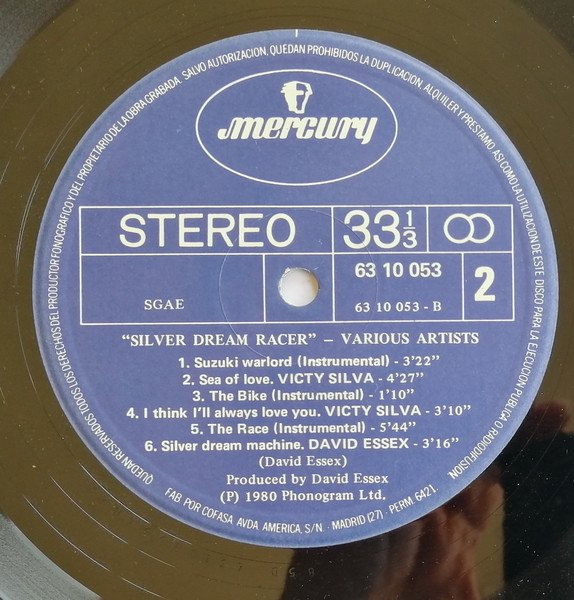 QUEDAN RESERVADOS TODOS LOS DERECHOS DEL PRODUCTOR FONOGRAFICO Y DEL PROPIETARIO DE LA OBRA GRABADA. SALVO AUTORIZACION, QUEDAN PROHIBIDOS LA DUPLICACION, ALQUILER Y PRESTAMO, ASI COMO LA UTILIZACION DE ESTE DISCO PARA LA EJECUCION PUBLICA O RADIODIFUSION.
mercury
STEREO 33 1/3
SGAE 63 10 053 2
63 10 053 - B
"SILVER DREAM RACER" – VARIOUS ARTISTS
1. Suzuki warlord (Instrumental) - 3'22"
2. Sea of love. VICTY SILVA - 4'27"
3. The Bike (Instrumental) - 1'10"
4. I think I'll always love you. VICTY SILVA - 3'10"
5. The Race (Instrumental) - 5'44"
6. Silver dream machine. DAVID ESSEX - 3'16"
(David Essex)
Produced by David Essex
(P) 1980 Phonogram Ltd.
FAB. POR COFASA. AVDA. AMERICA, S/N - MADRID (27) - PERM. 6421.